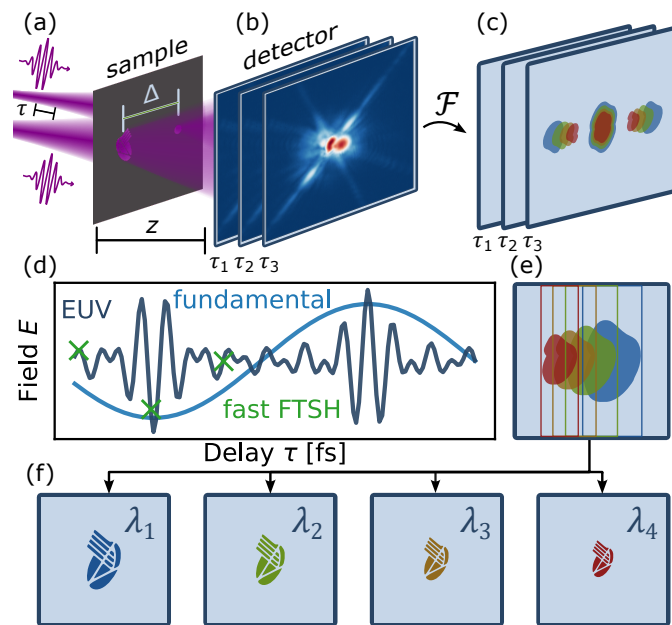 (a)
sample
Δ
τ
z
(b)
detector
τ1 τ2 τ3
ℱ
(c)
τ1 τ2 τ3
(d)
EUV
fundamental
fast FTSH
Field E
Delay τ [fs]
(e)
(f)
λ1
λ2
λ3
λ4